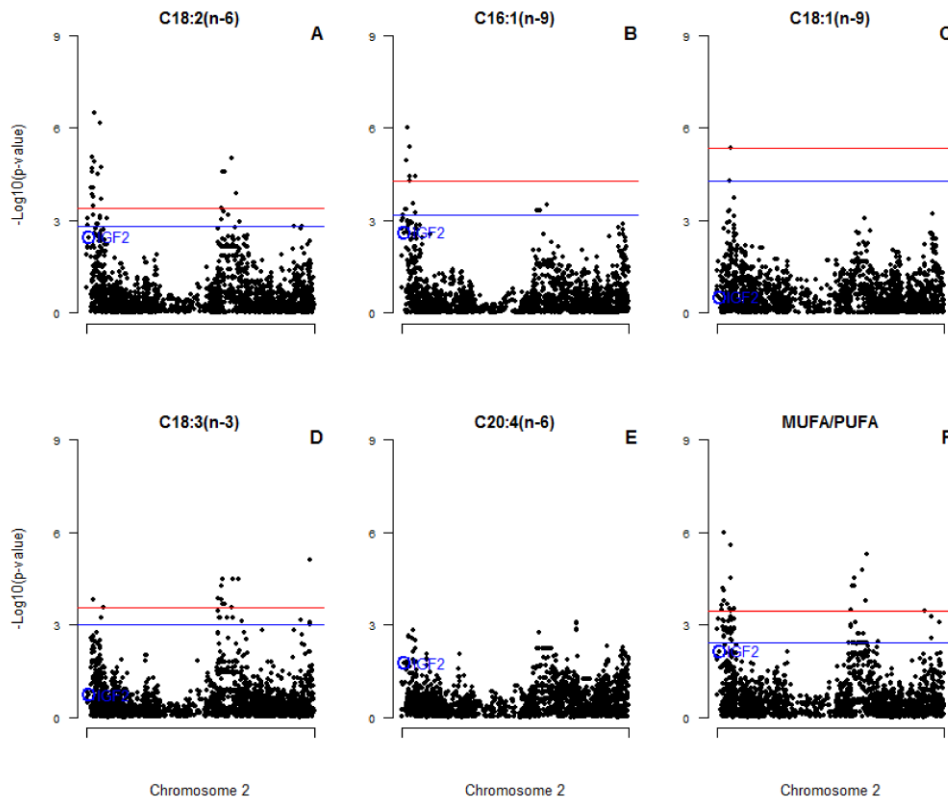 C18:2(n-6) C16:1(n-9) C18:1(n-9)
A B C
9 9 9
6 6 6
3 3 3
0 0 0
-Log10(p-value)
IGF2 IGF2 IGF2
C18:3(n-3) C20:4(n-6) MUFA/PUFA
D E F
9 9 9
6 6 6
3 3 3
0 0 0
-Log10(p-value)
IGF2 IGF2 IGF2
Chromosome 2 Chromosome 2 Chromosome 2